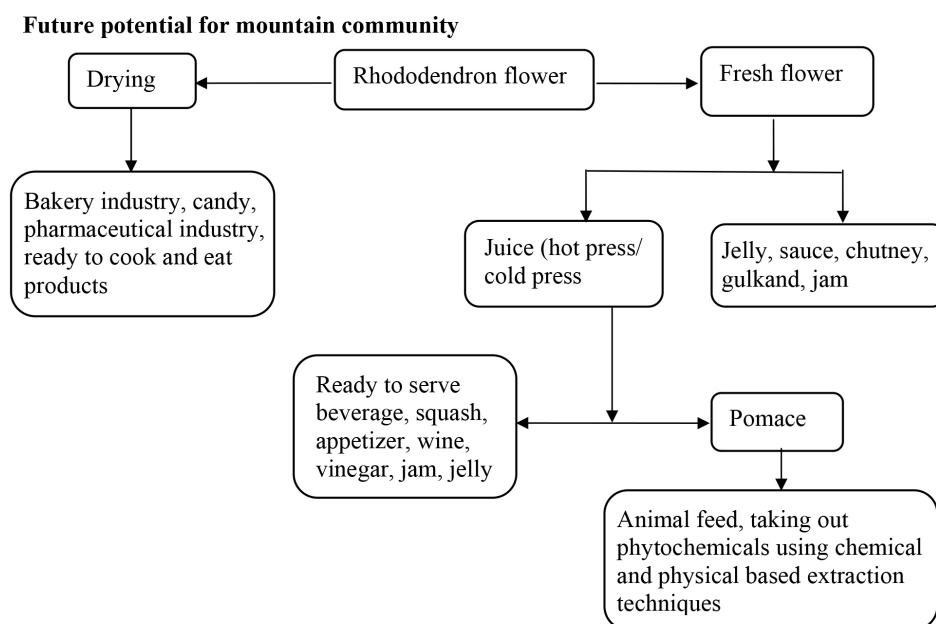 Future potential for mountain community
Drying
Rhododendron flower
Fresh flower
Bakery industry, candy,
pharmaceutical industry,
ready to cook and eat
products
Juice (hot press/
cold press
Jelly, sauce, chutney,
gulkand, jam
Ready to serve
beverage, squash,
appetizer, wine,
vinegar, jam, jelly
Pomace
Animal feed, taking out
phytochemicals using chemical
and physical based extraction
techniques